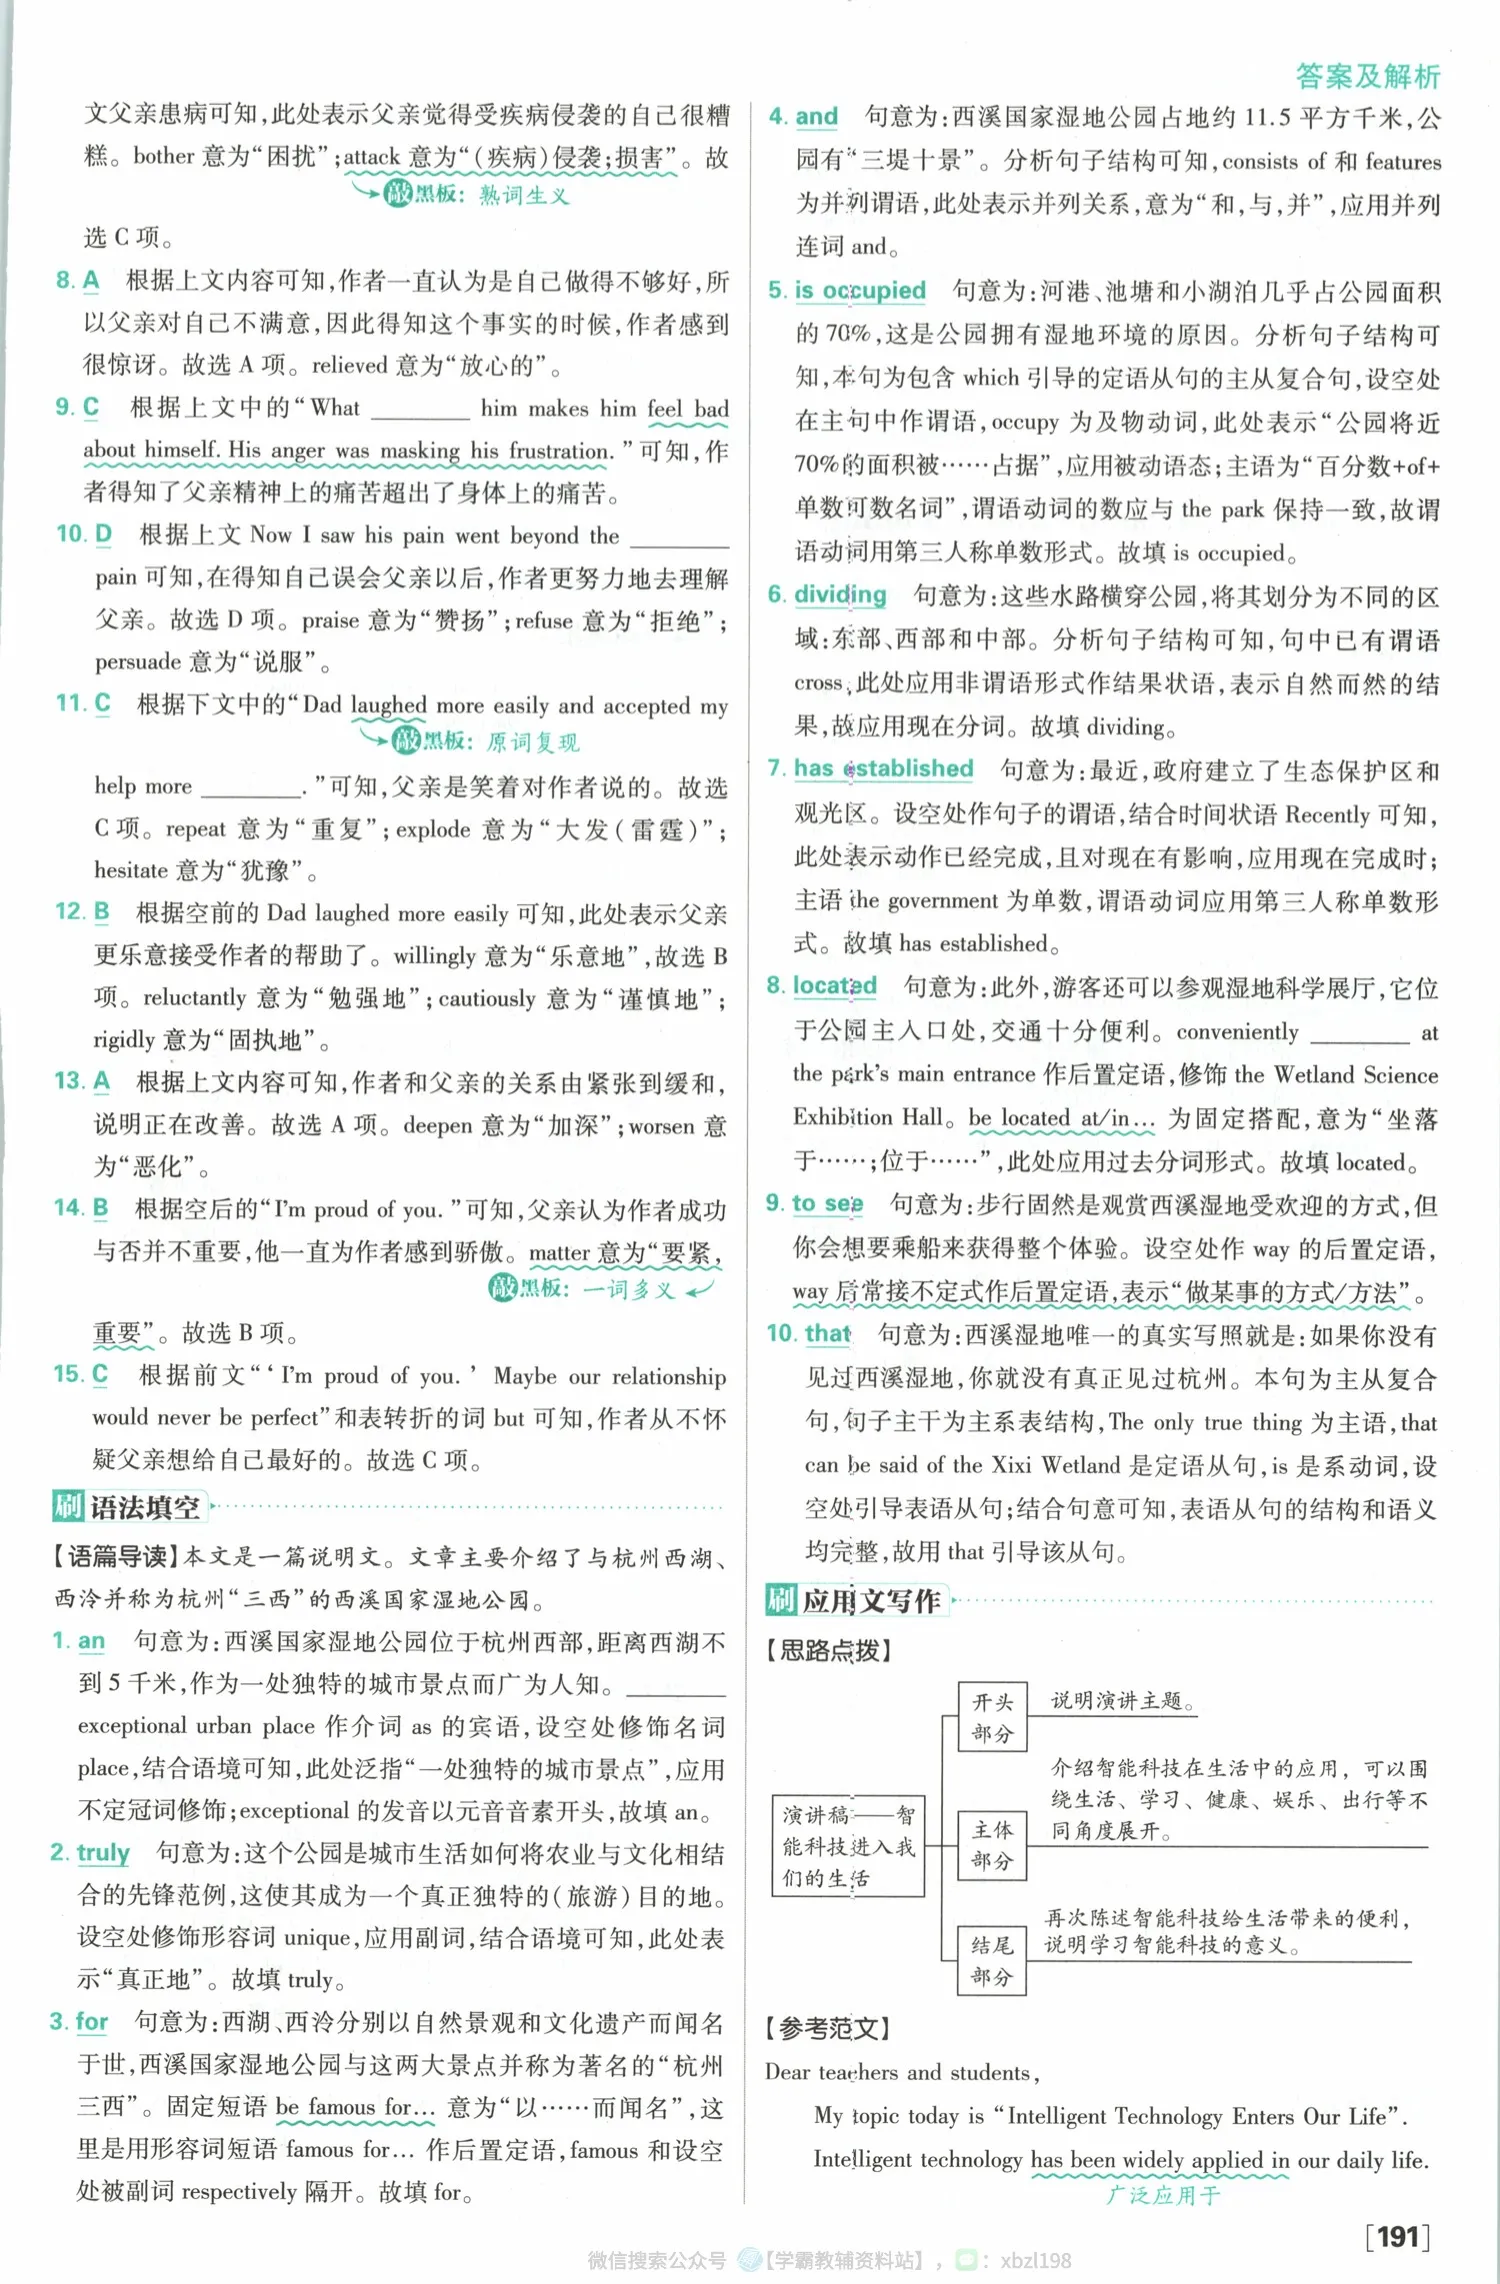 答案及解析
文父亲患病可知,此处表示父亲觉得受疾病侵袭的自己很糟
糕。bother 意为“困扰”;attack 意为“(疾病)侵袭;损害”。故
敲黑板: 熟词生义
选 C 项。
8. A 根据上文内容可知,作者一直认为是自己做得不够好,所
以父亲对自己不满意,因此得知这个事实的时候,作者感到
很惊讶。故选 A 项。relieved 意为“放心的”。
9. C 根据上文中的“What ________ him makes him feel bad
about himself. His anger was masking his frustration. ”可知,作
者得知了父亲精神上的痛苦超出了身体上的痛苦。
10. D 根据上文 Now I saw his pain went beyond the ________
pain 可知,在得知自己误会父亲以后,作者更努力地去理解
父亲。故选 D 项。praise 意为“赞扬”;refuse 意为“拒绝”;
persuade 意为“说服”。
11. C 根据下文中的“Dad laughed more easily and accepted my
敲黑板: 原词复现
help more ________. ”可知,父亲是笑着对作者说的。故选
C 项。repeat 意为“重复”;explode 意为“大发(雷霆)”;
hesitate 意为“犹豫”。
12. B 根据空前的 Dad laughed more easily 可知,此处表示父亲
更乐意接受作者的帮助了。willingly 意为“乐意地”,故选 B
项。reluctantly 意为“勉强地”;cautiously 意为“谨慎地”;
rigidly 意为“固执地”。
13. A 根据上文内容可知,作者和父亲的关系由紧张到缓和,
说明正在改善。故选 A 项。deepen 意为“加深”;worsen 意
为“恶化”。
14. B 根据空后的“I'm proud of you. ”可知,父亲认为作者成功
与否并不重要,他一直为作者感到骄傲。matter 意为“要紧,
敲黑板: 一词多义
重要”。故选 B 项。
15. C 根据前文“‘I'm proud of you.’ Maybe our relationship
would never be perfect”和表转折的词 but 可知,作者从不怀
疑父亲想给自己最好的。故选 C 项。
刷 语法填空
【语篇导读】本文是一篇说明文。文章主要介绍了与杭州西湖、
西泠并称为杭州“三西”的西溪国家湿地公园。
1. an 句意为:西溪国家湿地公园位于杭州西部,距离西湖不
到 5 千米,作为一处独特的城市景点而广为人知。________
exceptional urban place 作介词 as 的宾语,设空处修饰名词
place,结合语境可知,此处泛指“一处独特的城市景点”,应用
不定冠词修饰;exceptional 的发音以元音音素开头,故填 an。
2. truly 句意为:这个公园是城市生活如何将农业与文化相结
合的先锋范例,这使其成为一个真正独特的(旅游)目的地。
设空处修饰形容词 unique,应用副词,结合语境可知,此处表
示“真正地”。故填 truly。
3. for 句意为:西湖、西泠分别以自然景观和文化遗产而闻名
于世,西溪国家湿地公园与这两大景点并称为著名的“杭州
三西”。固定短语 be famous for… 意为“以……而闻名”,这
里是用形容词短语 famous for… 作后置定语,famous 和设空
处被副词 respectively 隔开。故填 for。
4. and 句意为:西溪国家湿地公园占地约 11.5 平方千米,公
园有“三堤十景”。分析句子结构可知,consists of 和 features
为并列谓语,此处表示并列关系,意为“和,与,并”,应用并列
连词 and。
5. is occupied 句意为:河港、池塘和小湖泊几乎占公园面积
的 70%,这是公园拥有湿地环境的原因。分析句子结构可
知,本句为包含 which 引导的定语从句的主从复合句,设空处
在主句中作谓语,occupy 为及物动词,此处表示“公园将近
70%的面积被……占据”,应用被动语态;主语为“百分数+of+
单数可数名词”,谓语动词的数应与 the park 保持一致,故谓
语动词用第三人称单数形式。故填 is occupied。
6. dividing 句意为:这些水路横穿公园,将其划分为不同的区
域:东部、西部和中部。分析句子结构可知,句中已有谓语
cross,此处应用非谓语形式作结果状语,表示自然而然的结
果,故应用现在分词。故填 dividing。
7. has established 句意为:最近,政府建立了生态保护区和
观光区。设空处作句子的谓语,结合时间状语 Recently 可知,
此处表示动作已经完成,且对现在有影响,应用现在完成时;
主语 the government 为单数,谓语动词应用第三人称单数形
式。故填 has established。
8. located 句意为:此外,游客还可以参观湿地科学展厅,它位
于公园主入口处,交通十分便利。conveniently ________ at
the park's main entrance 作后置定语,修饰 the Wetland Science
Exhibition Hall。be located at/in… 为固定搭配,意为“坐落
于……;位于……”,此处应用过去分词形式。故填 located。
9. to see 句意为:步行固然是观赏西溪湿地受欢迎的方式,但
你会想要乘船来获得整个体验。设空处作 way 的后置定语,
way 后常接不定式作后置定语,表示“做某事的方式/方法”。
10. that 句意为:西溪湿地唯一的真实写照就是:如果你没有
见过西溪湿地,你就没有真正见过杭州。本句为主从复合
句,句子主干为主系表结构,The only true thing 为主语,that
can be said of the Xixi Wetland 是定语从句,is 是系动词,设
空处引导表语从句;结合句意可知,表语从句的结构和语义
均完整,故用 that 引导该从句。
刷 应用文写作
【思路点拨】
演讲稿——智
能科技进入我
们的生活
开头
部分
说明演讲主题。
主体
部分
介绍智能科技在生活中的应用，可以围
绕生活、学习、健康、娱乐、出行等不
同角度展开。
结尾
部分
再次陈述智能科技给生活带来的便利，
说明学习智能科技的意义。
【参考范文】
Dear teachers and students,
My topic today is “Intelligent Technology Enters Our Life”.
Intelligent technology has been widely applied in our daily life.
广泛应用于
[191]
微信搜索公众号 【学霸教辅资料站】, : xbzl198